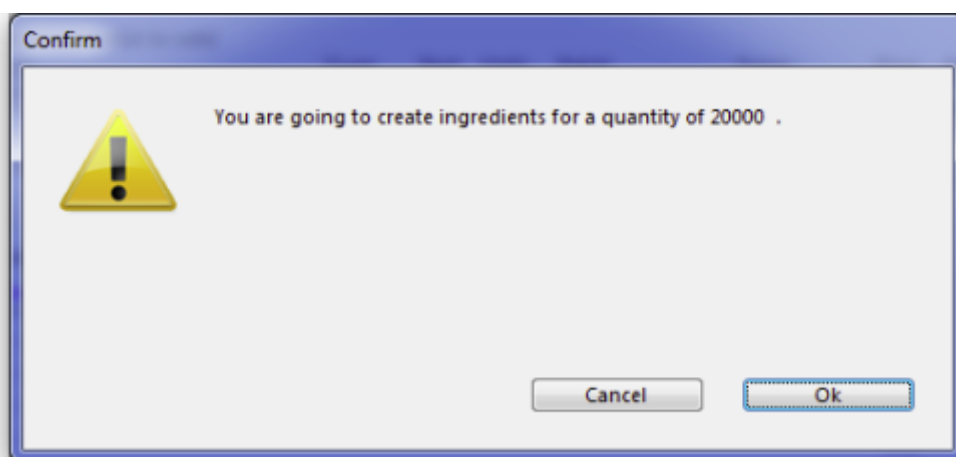 Confirm
You are going to create ingredients for a quantity of 20000 .
Cancel
Ok